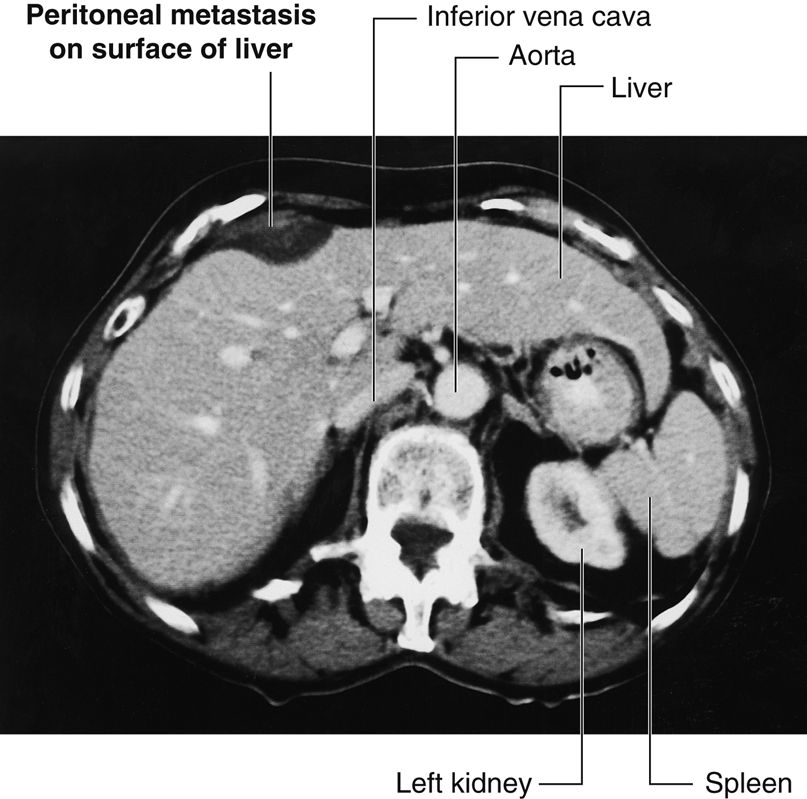 Peritoneal metastasis
on surface of liver
Inferior vena cava
Aorta
Liver
Left kidney
Spleen